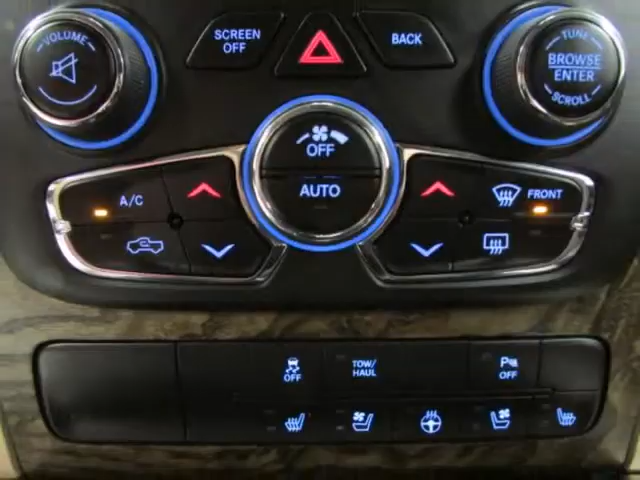 VOLUME
SCREEN
OFF
BACK
TUNE
BROWSE
ENTER
SCROLL
OFF
AUTO
A/C
FRONT
OFF
TOW/
HAUL
P
OFF